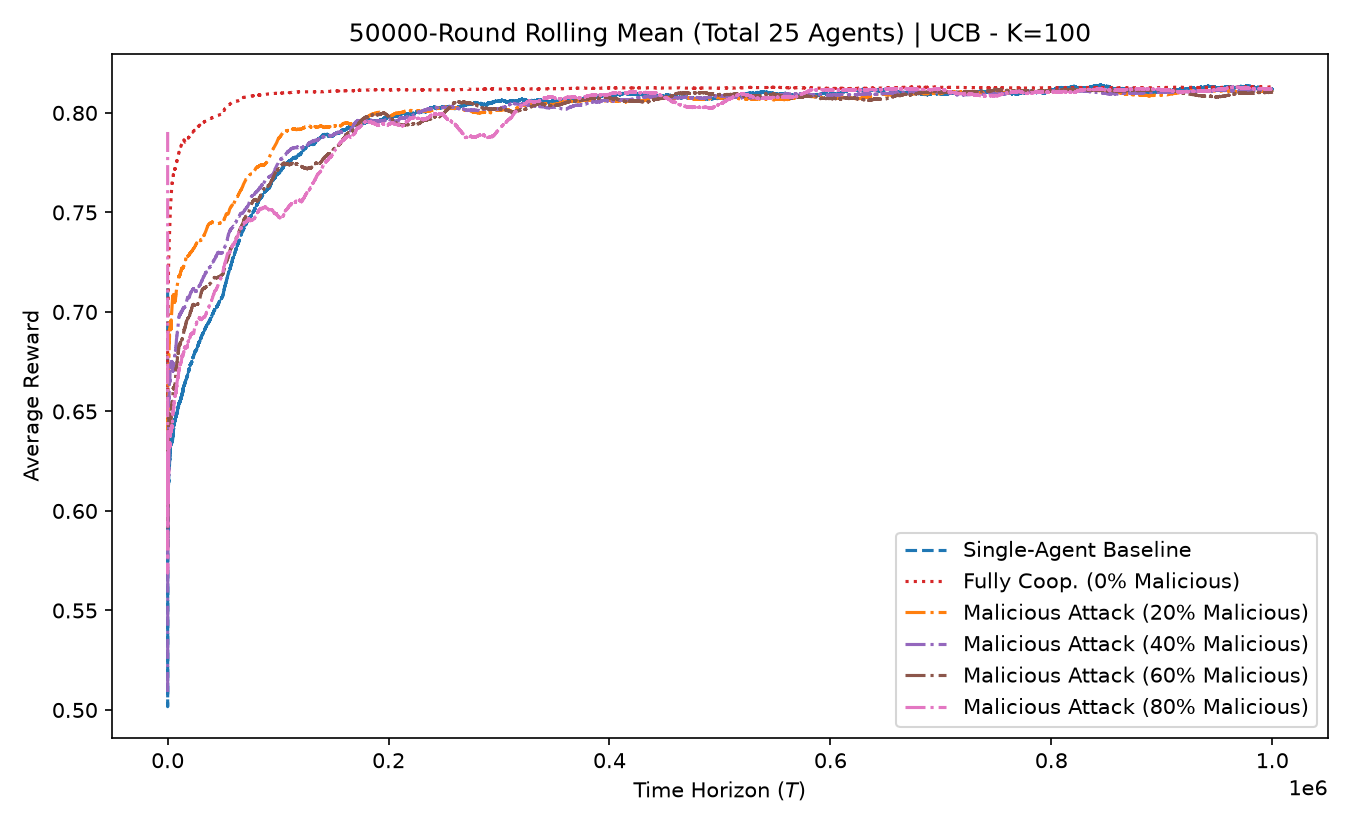 50000-Round Rolling Mean (Total 25 Agents) | UCB - K=100
Average Reward
0.80
0.75
0.70
0.65
0.60
0.55
0.50
Single-Agent Baseline
Fully Coop. (0% Malicious)
Malicious Attack (20% Malicious)
Malicious Attack (40% Malicious)
Malicious Attack (60% Malicious)
Malicious Attack (80% Malicious)
0.0 0.2 0.4 0.6 0.8 1.0
1e6
Time Horizon (T)